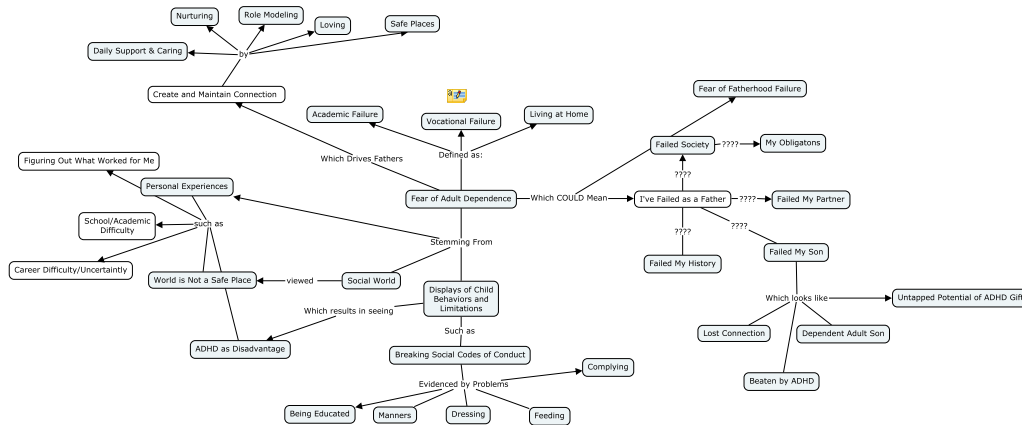 Nurturing
Role Modeling
Loving
Safe Places
Daily Support & Caring
by
Create and Maintain Connection
Fear of Fatherhood Failure
Academic Failure
Vocational Failure
Living at Home
Which Drives Fathers
Defined as:
Failed Society
????
My Obligatons
Figuring Out What Worked for Me
Personal Experiences
????
Fear of Adult Dependence
Which COULD Mean
I've Failed as a Father
????
Failed My Partner
School/Academic
Difficulty
such as
Stemming From
????
????
Failed My Son
Career Difficulty/Uncertaintly
Failed My History
World is Not a Safe Place
viewed
Social World
Displays of Child
Behaviors and
Limitations
Which looks like
Untapped Potential of ADHD Gift
Which results in seeing
Such as
Lost Connection
Dependent Adult Son
ADHD as Disadvantage
Breaking Social Codes of Conduct
Complying
Evidenced by Problems
Beaten by ADHD
Being Educated
Manners
Dressing
Feeding